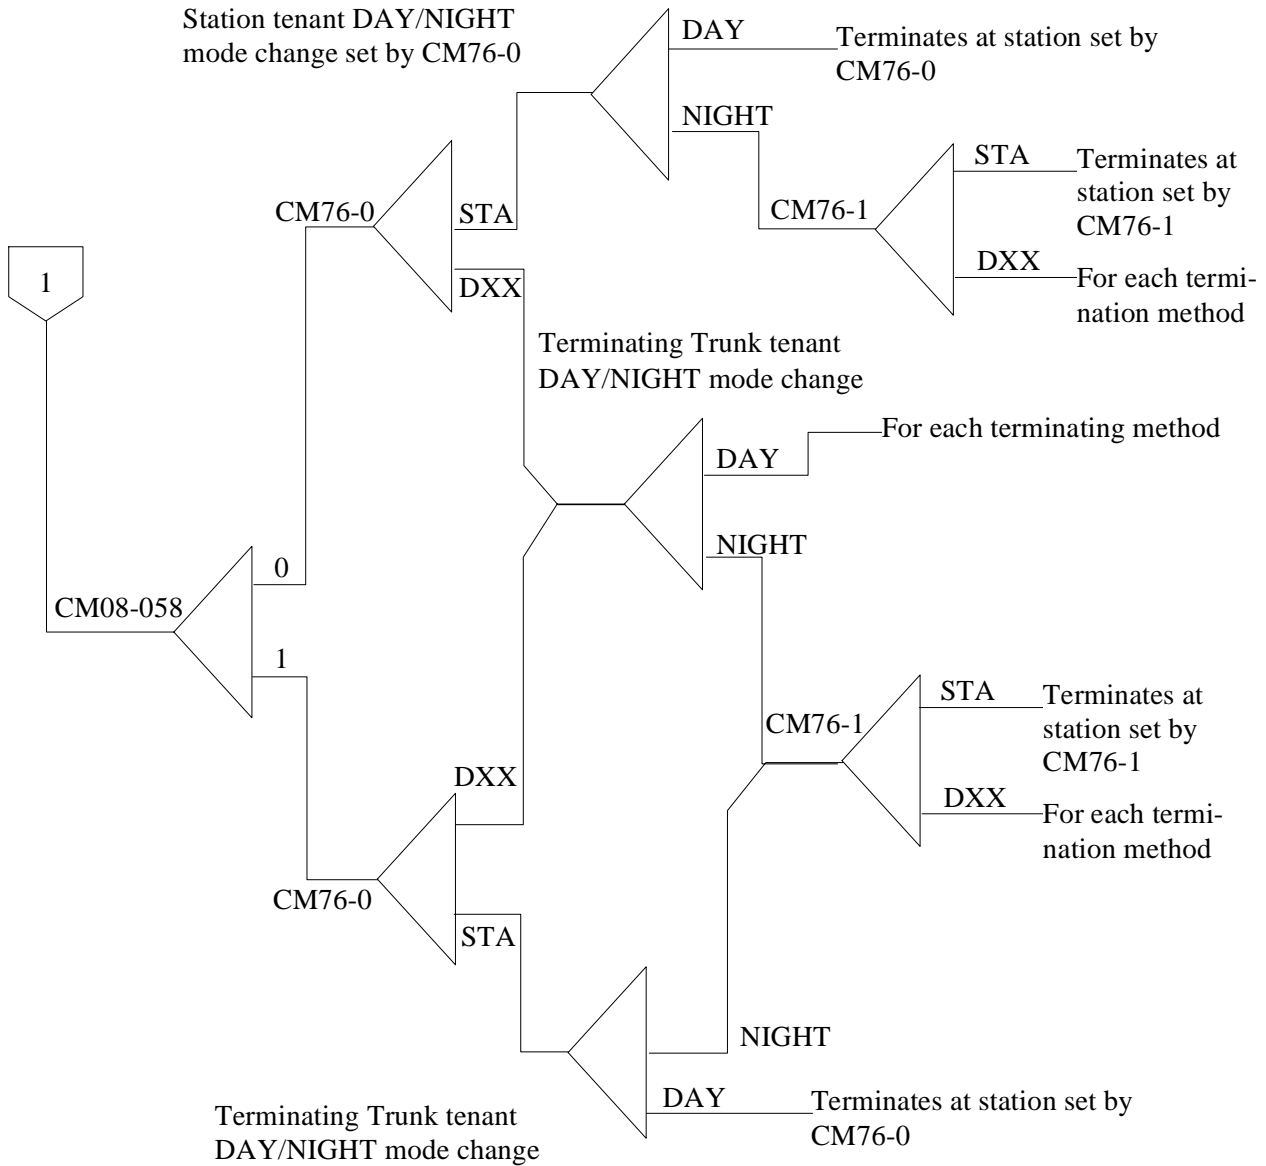 Station tenant DAY/NIGHT
mode change set by CM76-0
DAY
Terminates at station set by
CM76-0
NIGHT
STA
Terminates at
station set by
CM76-1
CM76-1
DXX
For each termi-
nation method
CM76-0
STA
DXX
1
Terminating Trunk tenant
DAY/NIGHT mode change
DAY
For each terminating method
NIGHT
0
CM08-058
1
CM76-1
STA
Terminates at
station set by
CM76-1
DXX
For each termi-
nation method
DXX
CM76-0
STA
NIGHT
DAY
Terminates at station set by
CM76-0
Terminating Trunk tenant
DAY/NIGHT mode change